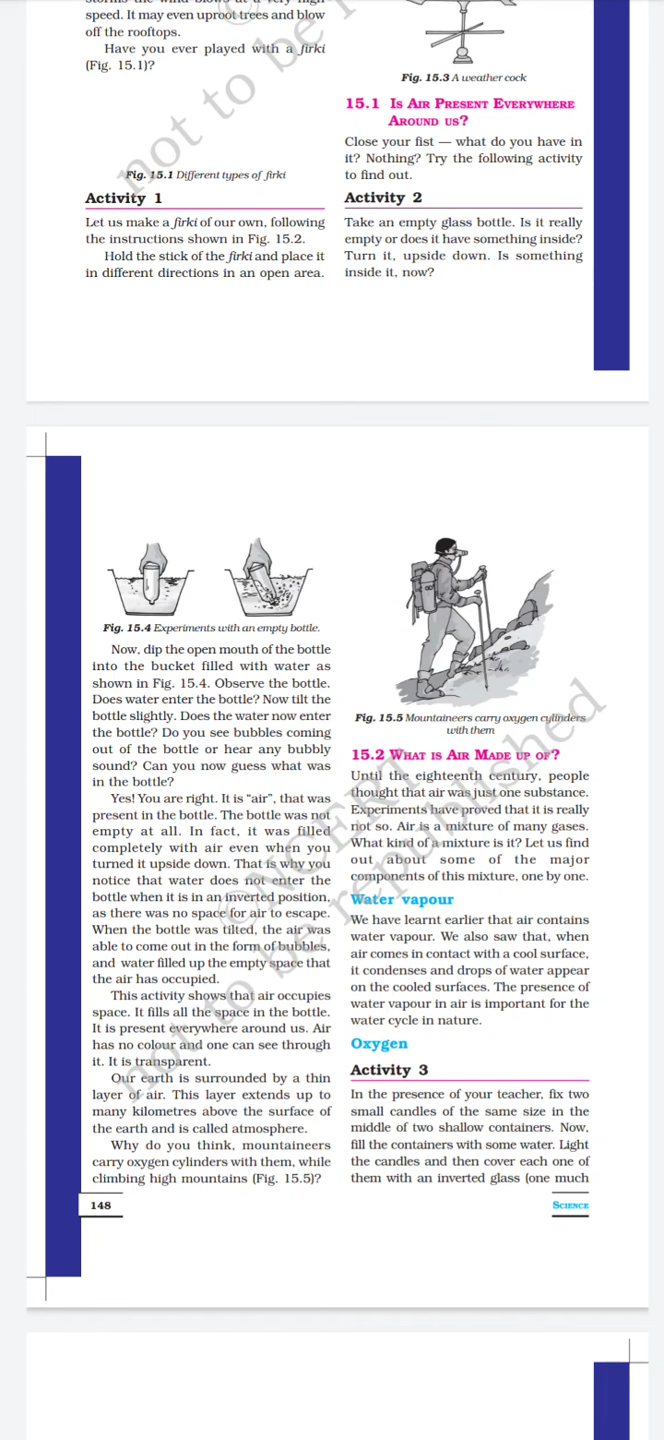 storms the wind blows at a very high
speed. It may even uproot trees and blow
off the rooftops.
Have you ever played with a firki
(Fig. 15.1)?
Fig. 15.1 Different types of firki
Activity 1
Let us make a firki of our own, following
the instructions shown in Fig. 15.2.
Hold the stick of the firki and place it
in different directions in an open area.
Fig. 15.3 A weather cock
15.1 IS AIR PRESENT EVERYWHERE
AROUND US?
Close your fist — what do you have in
it? Nothing? Try the following activity
to find out.
Activity 2
Take an empty glass bottle. Is it really
empty or does it have something inside?
Turn it, upside down. Is something
inside it, now?
not to be r
Fig. 15.4 Experiments with an empty bottle.
Now, dip the open mouth of the bottle
into the bucket filled with water as
shown in Fig. 15.4. Observe the bottle.
Does water enter the bottle? Now tilt the
bottle slightly. Does the water now enter
the bottle? Do you see bubbles coming
out of the bottle or hear any bubbly
sound? Can you now guess what was
in the bottle?
Yes! You are right. It is “air”, that was
present in the bottle. The bottle was not
empty at all. In fact, it was filled
completely with air even when you
turned it upside down. That is why you
notice that water does not enter the
bottle when it is in an inverted position,
as there was no space for air to escape.
When the bottle was tilted, the air was
able to come out in the form of bubbles,
and water filled up the empty space that
the air has occupied.
This activity shows that air occupies
space. It fills all the space in the bottle.
It is present everywhere around us. Air
has no colour and one can see through
it. It is transparent.
Our earth is surrounded by a thin
layer of air. This layer extends up to
many kilometres above the surface of
the earth and is called atmosphere.
Why do you think, mountaineers
carry oxygen cylinders with them, while
climbing high mountains (Fig. 15.5)?
Fig. 15.5 Mountaineers carry oxygen cylinders
with them
15.2 WHAT IS AIR MADE UP OF?
Until the eighteenth century, people
thought that air was just one substance.
Experiments have proved that it is really
not so. Air is a mixture of many gases.
What kind of a mixture is it? Let us find
out about some of the major
components of this mixture, one by one.
Water vapour
We have learnt earlier that air contains
water vapour. We also saw that, when
air comes in contact with a cool surface,
it condenses and drops of water appear
on the cooled surfaces. The presence of
water vapour in air is important for the
water cycle in nature.
Oxygen
Activity 3
In the presence of your teacher, fix two
small candles of the same size in the
middle of two shallow containers. Now,
fill the containers with some water. Light
the candles and then cover each one of
them with an inverted glass (one much
©NCERT
not to be republished
148
SCIENCE